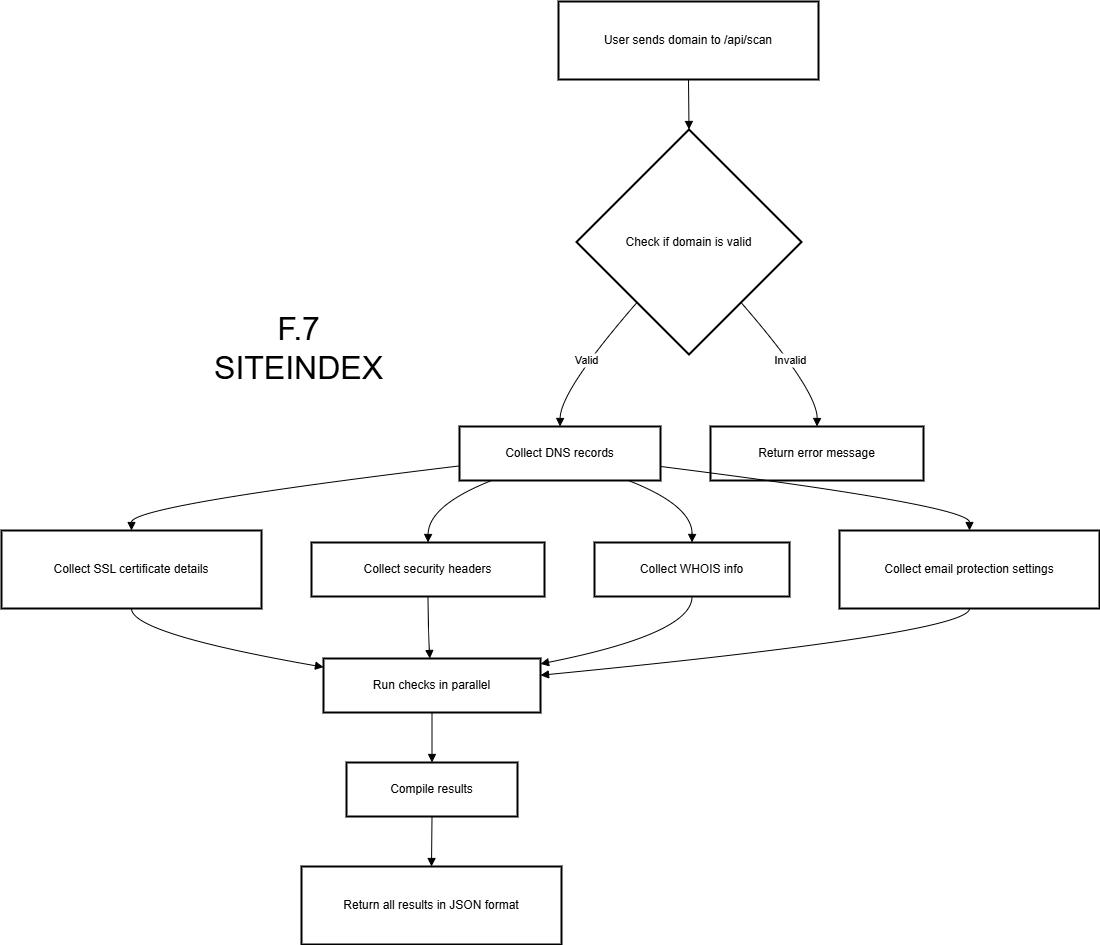 User sends domain to /api/scan
Check if domain is valid
F.7
SITEINDEX
Valid
Invalid
Collect DNS records
Return error message
Collect SSL certificate details
Collect security headers
Collect WHOIS info
Collect email protection settings
Run checks in parallel
Compile results
Return all results in JSON format